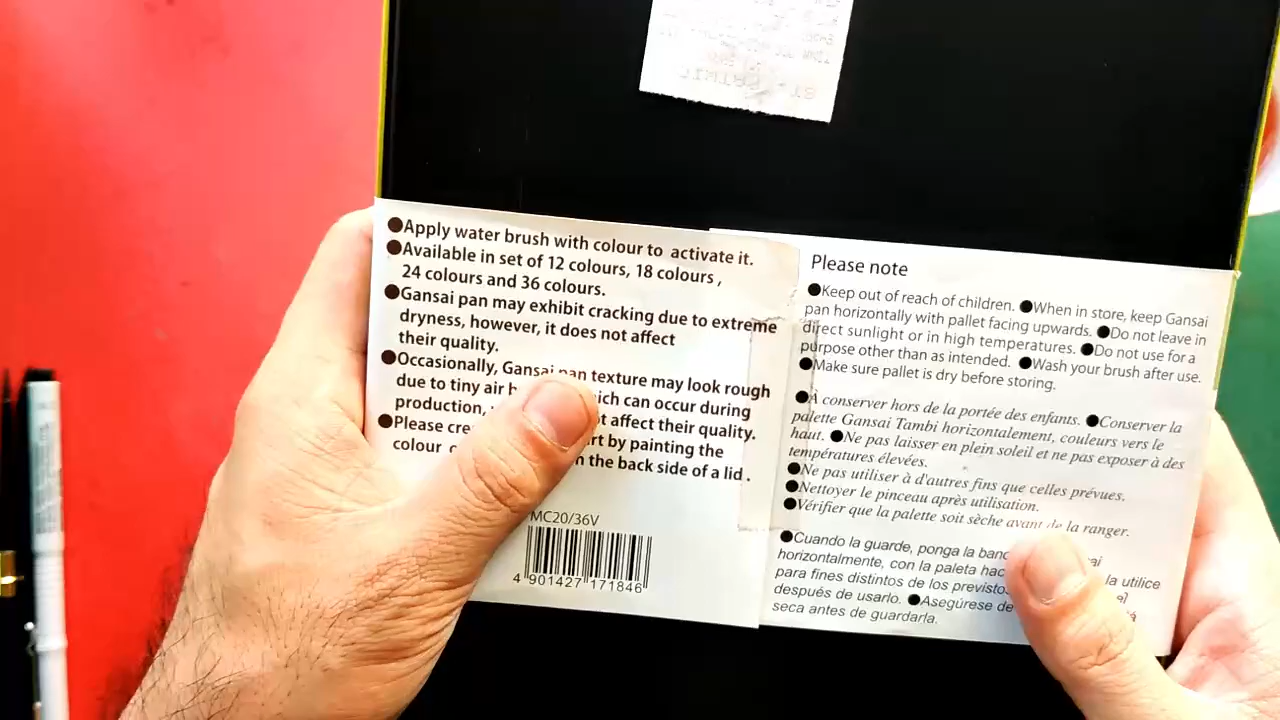 ●Apply water brush with colour to activate it.
●Available in set of 12 colours, 18 colours ,
24 colours and 36 colours.
●Gansai pan may exhibit cracking due to extreme
dryness, however, it does not affect
their quality.
●Occasionally, Gansai pan texture may look rough
due to tiny air which can occur during
production, affect their quality.
●Please by painting the
colour the back side of a lid .
MC20/36V
4 901427 171846
Please note
●Keep out of reach of children. ●When in store, keep Gansai
pan horizontally with pallet facing upwards. ●Do not leave in
direct sunlight or in high temperatures. ●Do not use for a
purpose other than as intended. ●Wash your brush after use.
●Make sure pallet is dry before storing.
●À conserver hors de la portée des enfants. ●Conserver la
palette Gansai Tambi horizontalement, couleurs vers le
haut. ●Ne pas laisser en plein soleil et ne pas exposer à des
températures élevées.
●Ne pas utiliser à d'autres fins que celles prévues.
●Nettoyer le pinceau après utilisation.
●Vérifier que la palette soit sèche avant de la ranger.
●Cuando la guarde, ponga la
horizontalmente, con la paleta la utilice
para fines distintos de los
después de usarlo. ●Asegúrese de
seca antes de guardarla.